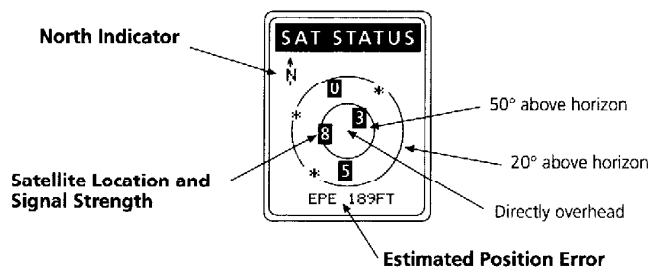 SAT STATUS
North Indicator
N
0
*
*
3
50° above horizon
8
20° above horizon
*
5
Satellite Location and
Signal Strength
EPE 189FT
Directly overhead
Estimated Position Error